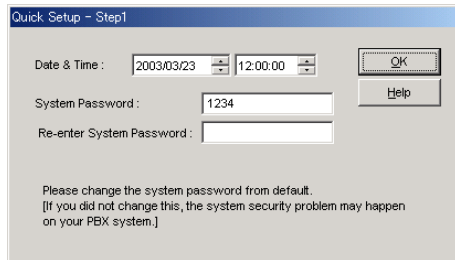 Quick Setup - Step1
Date & Time : 2003/03/23 12:00:00 OK
Help
System Password : 1234
Re-enter System Password :
Please change the system password from default.
[If you did not change this, the system security problem may happen
on your PBX system.]